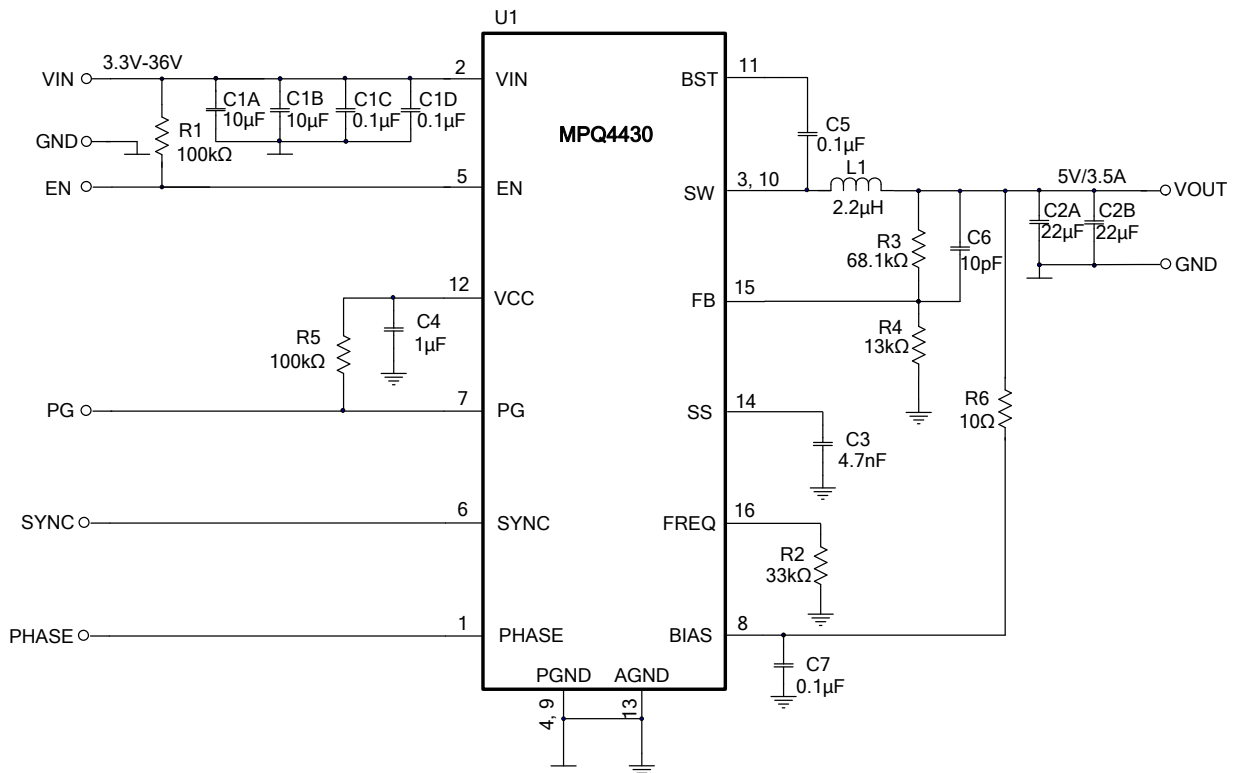 U1
VIN
3.3V-36V
2
VIN
C1A
10µF
C1B
10µF
C1C
0.1µF
C1D
0.1µF
GND
R1
100kΩ
EN
5
EN
MPQ4430
BST
11
C5
0.1µF
SW
3, 10
L1
2.2µH
5V/3.5A
VOUT
C2A
22µF
C2B
22µF
GND
R3
68.1kΩ
C6
10pF
FB
15
R4
13kΩ
12
VCC
C4
1µF
R5
100kΩ
PG
7
PG
SS
14
C3
4.7nF
R6
10Ω
SYNC
6
SYNC
FREQ
16
R2
33kΩ
PHASE
1
PHASE
BIAS
8
C7
0.1µF
PGND
AGND
4, 9
13